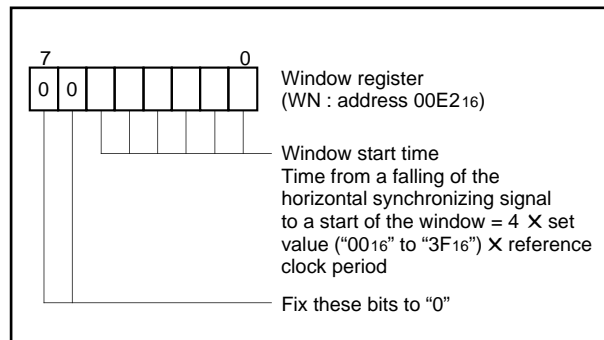 7 0
0 0
Window register
(WN : address 00E216)
Window start time
Time from a falling of the
horizontal synchronizing signal
to a start of the window = 4 ✕ set
value (“0016” to “3F16”) ✕ reference
clock period
Fix these bits to “0”